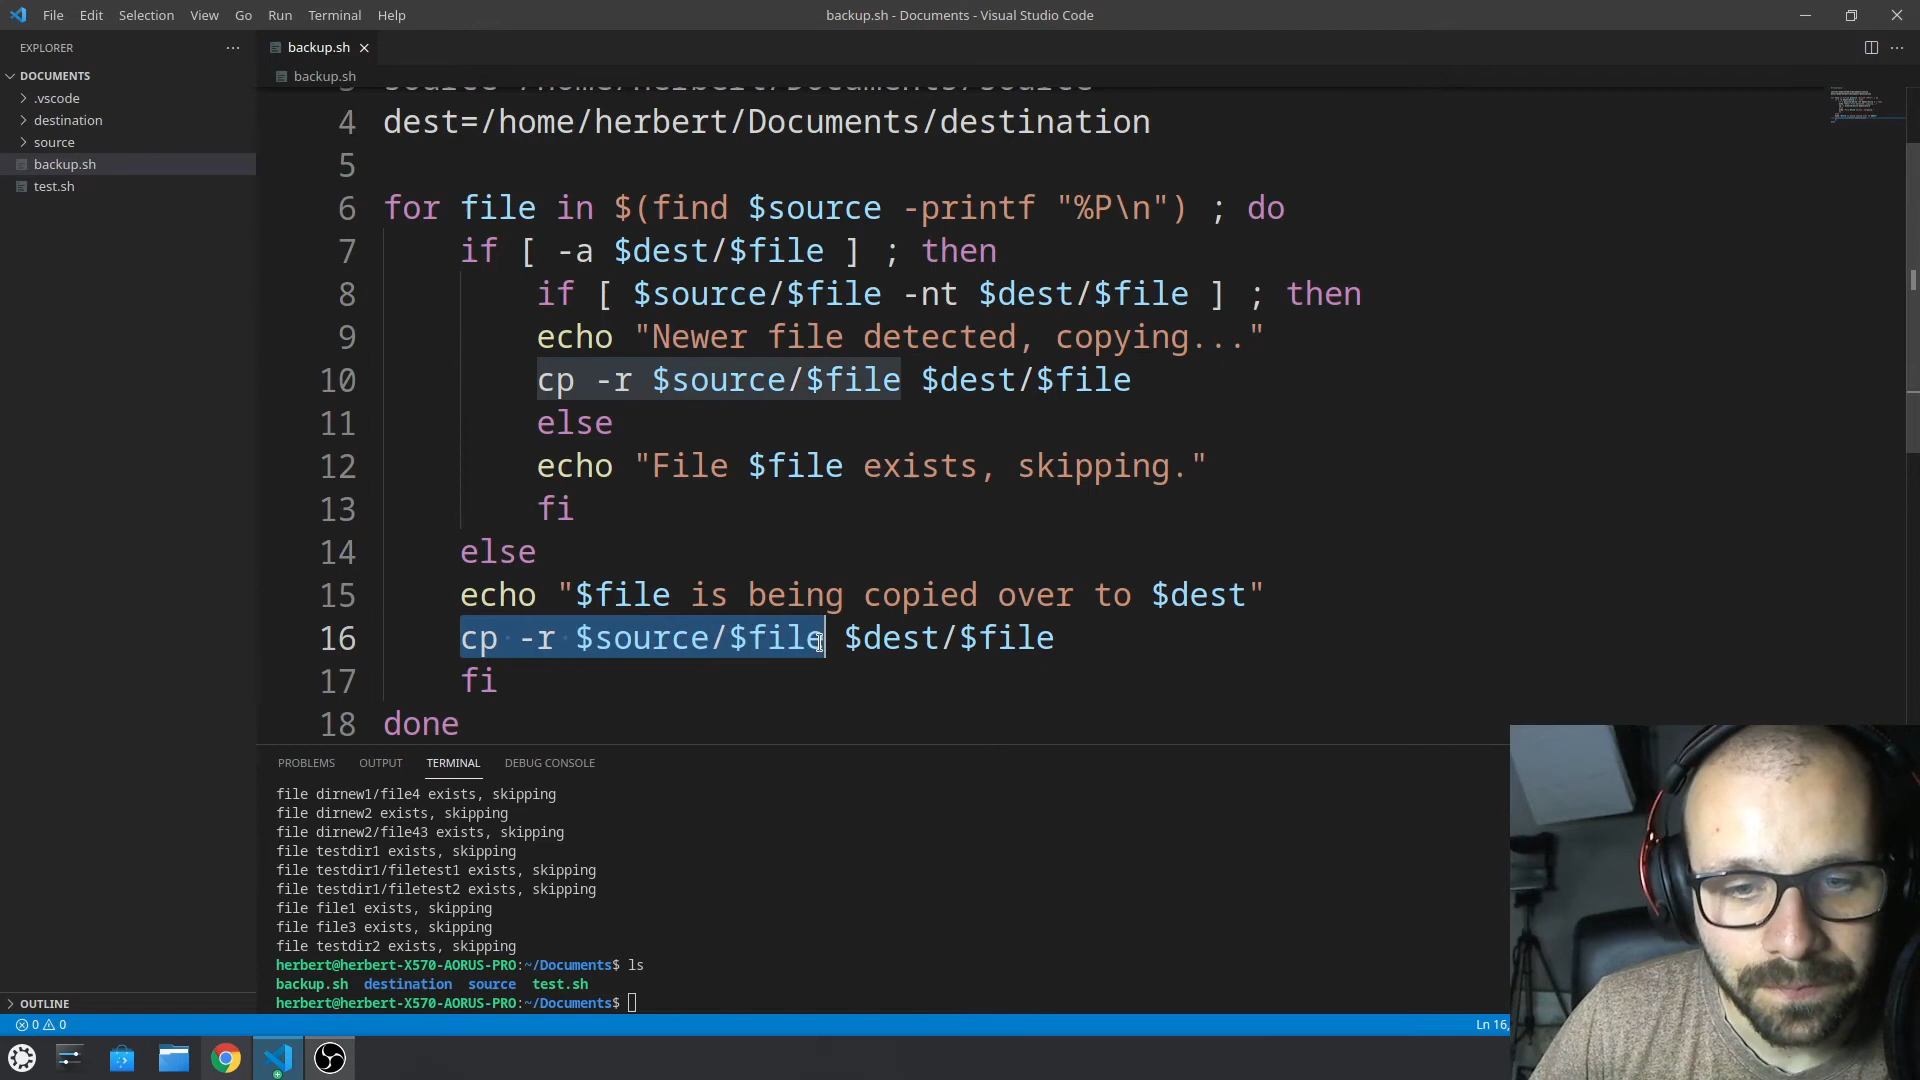 File Edit Selection View Go Run Terminal Help
backup.sh - Documents - Visual Studio Code
EXPLORER
DOCUMENTS
.vscode
destination
source
backup.sh
test.sh
OUTLINE
backup.sh
backup.sh
3 source=/home/herbert/Documents/source
4 dest=/home/herbert/Documents/destination
5
6 for file in $(find $source -printf "%P\n") ; do
7 if [ -a $dest/$file ] ; then
8 if [ $source/$file -nt $dest/$file ] ; then
9 echo "Newer file detected, copying..."
10 cp -r $source/$file $dest/$file
11 else
12 echo "File $file exists, skipping."
13 fi
14 else
15 echo "$file is being copied over to $dest"
16 cp -r $source/$file $dest/$file
17 fi
18 done
PROBLEMS OUTPUT TERMINAL DEBUG CONSOLE
file dirnew1/file4 exists, skipping
file dirnew2 exists, skipping
file dirnew2/file43 exists, skipping
file testdir1 exists, skipping
file testdir1/filetest1 exists, skipping
file testdir1/filetest2 exists, skipping
file file1 exists, skipping
file file3 exists, skipping
file testdir2 exists, skipping
herbert@herbert-X570-AORUS-PRO:~/Documents$ ls
backup.sh destination source test.sh
herbert@herbert-X570-AORUS-PRO:~/Documents$
0 0
Ln 16,